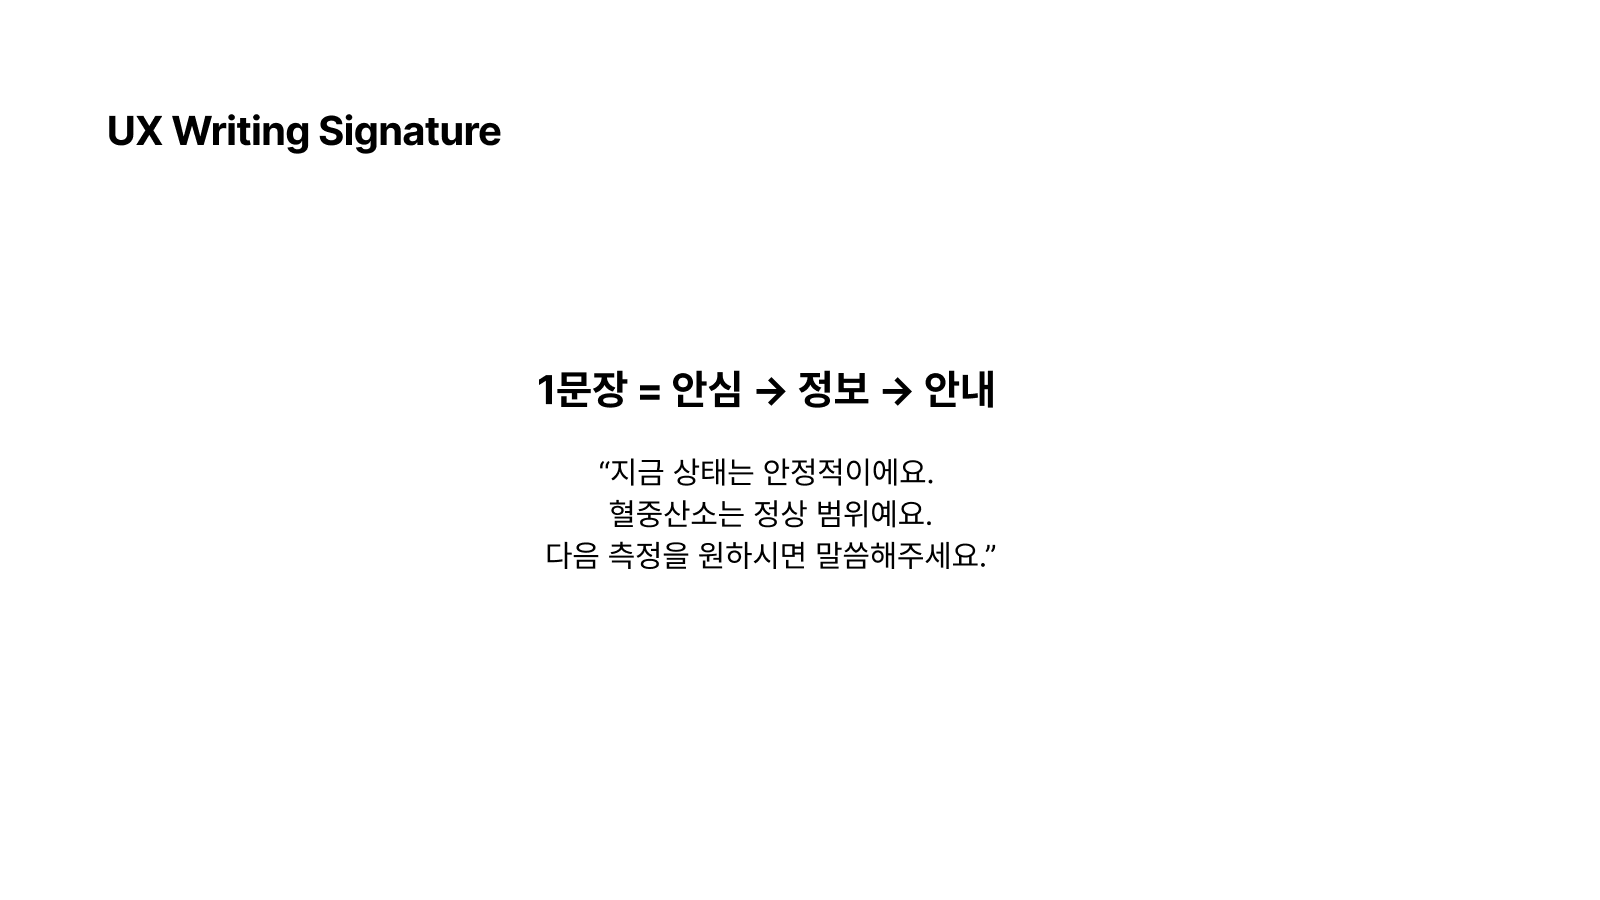 UX Writing Signature
1문장 = 안심 → 정보 → 안내
“지금 상태는 안정적이에요.
혈중산소는 정상 범위예요.
다음 측정을 원하시면 말씀해주세요.”